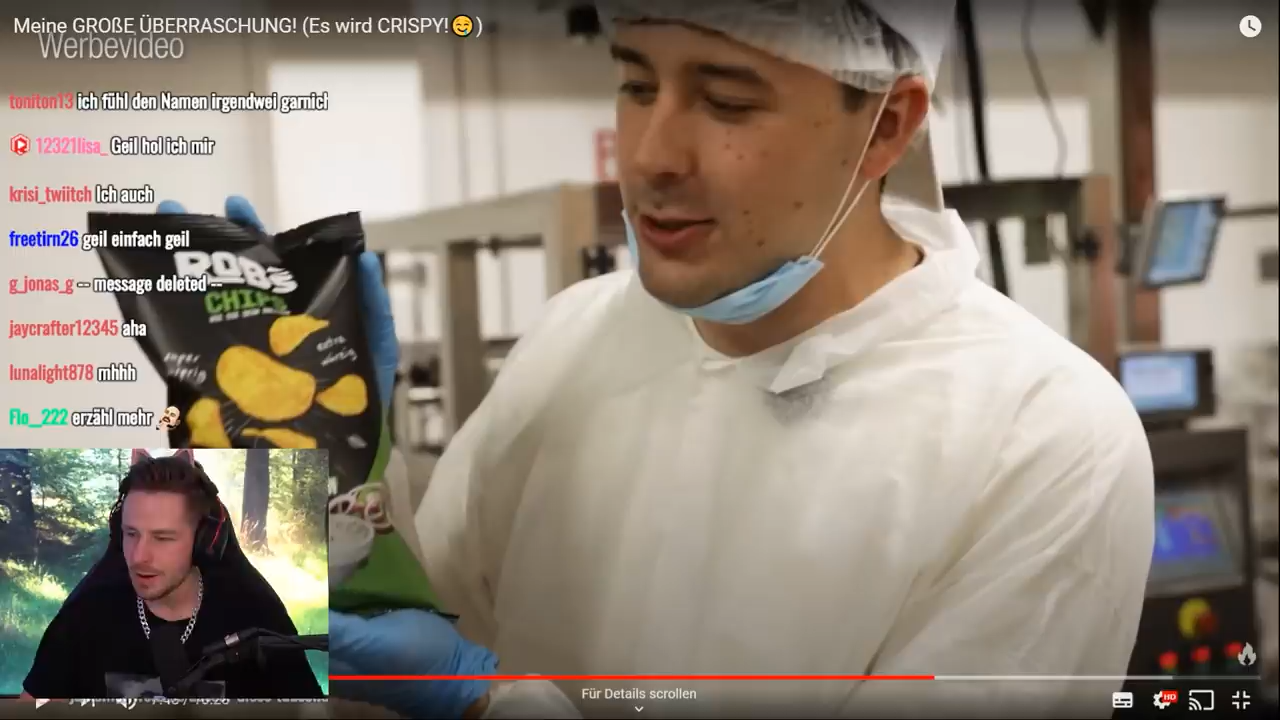 Meine GROßE ÜBERRASCHUNG! (Es wird CRISPY!🤤)
Werbevideo
toniton13 ich fühl den Namen irgendwei garnich
12321lisa_ Geil hol ich mir
krisi_twiitch Ich auch
freetirn26 geil einfach geil
g_jonas_g -- message deleted --
jaycrafter12345 aha
lunalight878 mhhh
Flo__222 erzähl mehr
ROB'S
CHIPS
super
extra
würzig
Für Details scrollen
HD